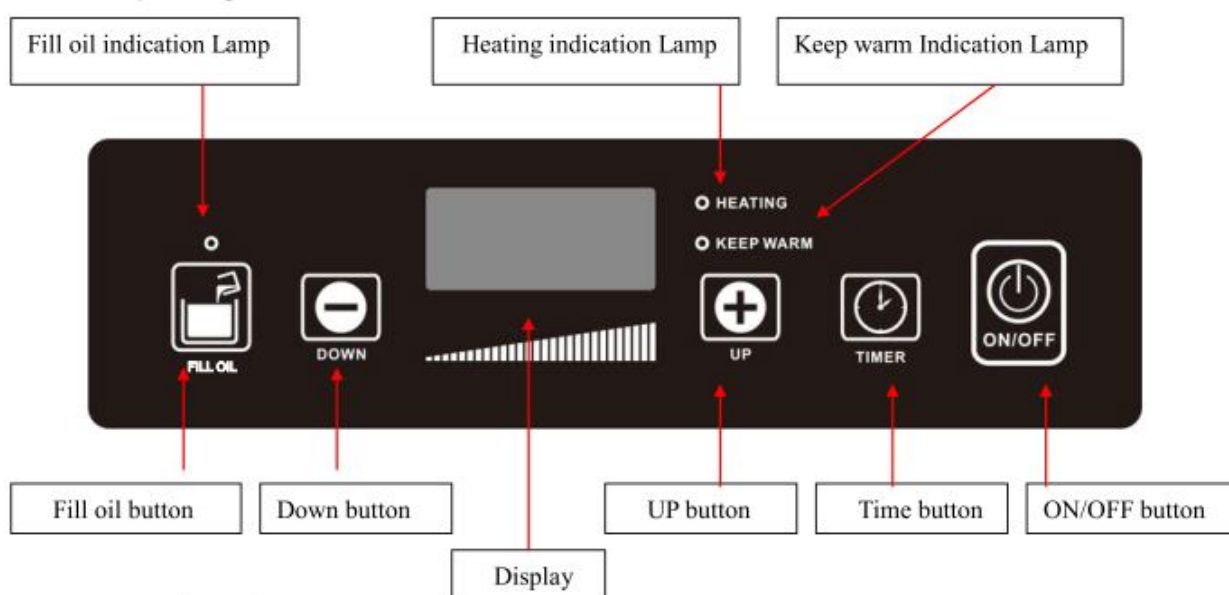 Fill oil indication Lamp
Heating indication Lamp
Keep warm Indication Lamp
HEATING
KEEP WARM
FILL OIL
DOWN
UP
TIMER
ON/OFF
Fill oil button
Down button
UP button
Time button
ON/OFF button
Display